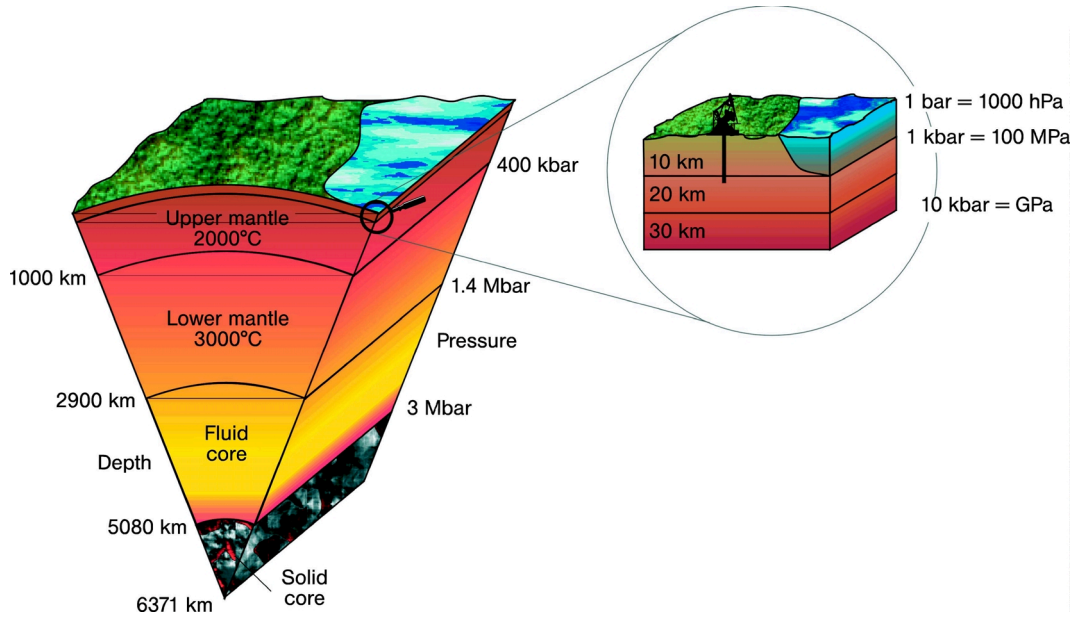 1 bar = 1000 hPa
1 kbar = 100 MPa
10 km
20 km
10 kbar = GPa
30 km
400 kbar
Upper mantle
2000°C
1000 km
1.4 Mbar
Lower mantle
3000°C
Pressure
2900 km
3 Mbar
Fluid
core
Depth
5080 km
Solid
core
6371 km